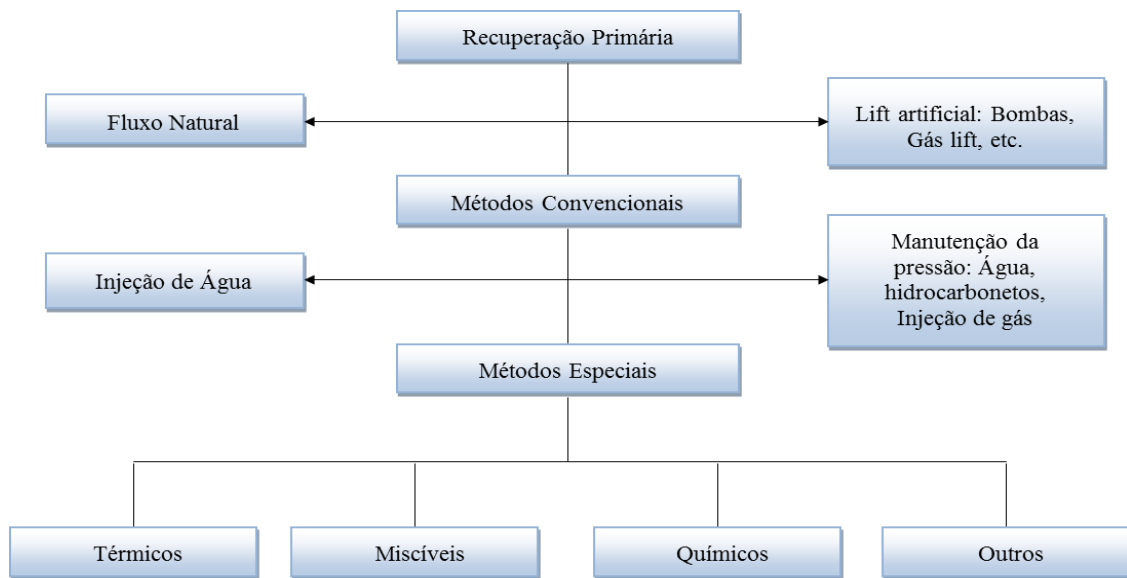 Recuperação Primária
Fluxo Natural
Lift artificial: Bombas,
Gás lift, etc.
Métodos Convencionais
Injeção de Água
Manutenção da
pressão: Água,
hidrocarbonetos,
Injeção de gás
Métodos Especiais
Térmicos
Miscíveis
Químicos
Outros